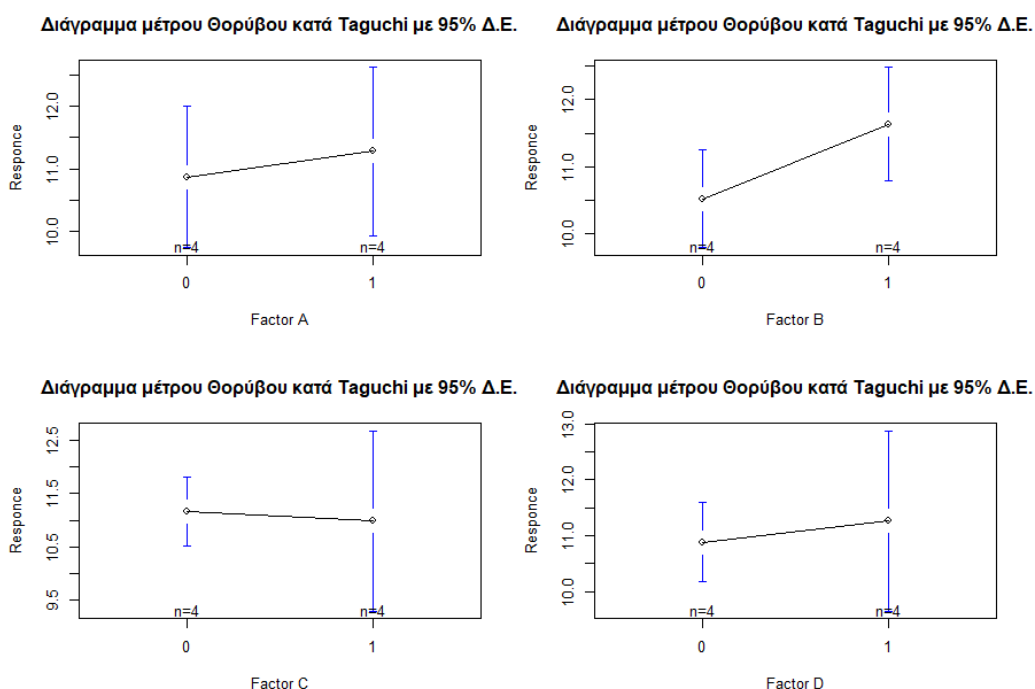 Διάγραμμα μέτρου Θορύβου κατά Taguchi με 95% Δ.Ε.
Responce
12.0
11.0
10.0
n=4 n=4
0 1
Factor A
Διάγραμμα μέτρου Θορύβου κατά Taguchi με 95% Δ.Ε.
Responce
12.0
11.0
10.0
n=4 n=4
0 1
Factor B
Διάγραμμα μέτρου Θορύβου κατά Taguchi με 95% Δ.Ε.
Responce
12.5
11.5
10.5
9.5
n=4 n=4
0 1
Factor C
Διάγραμμα μέτρου Θορύβου κατά Taguchi με 95% Δ.Ε.
Responce
13.0
12.0
11.0
10.0
n=4 n=4
0 1
Factor D